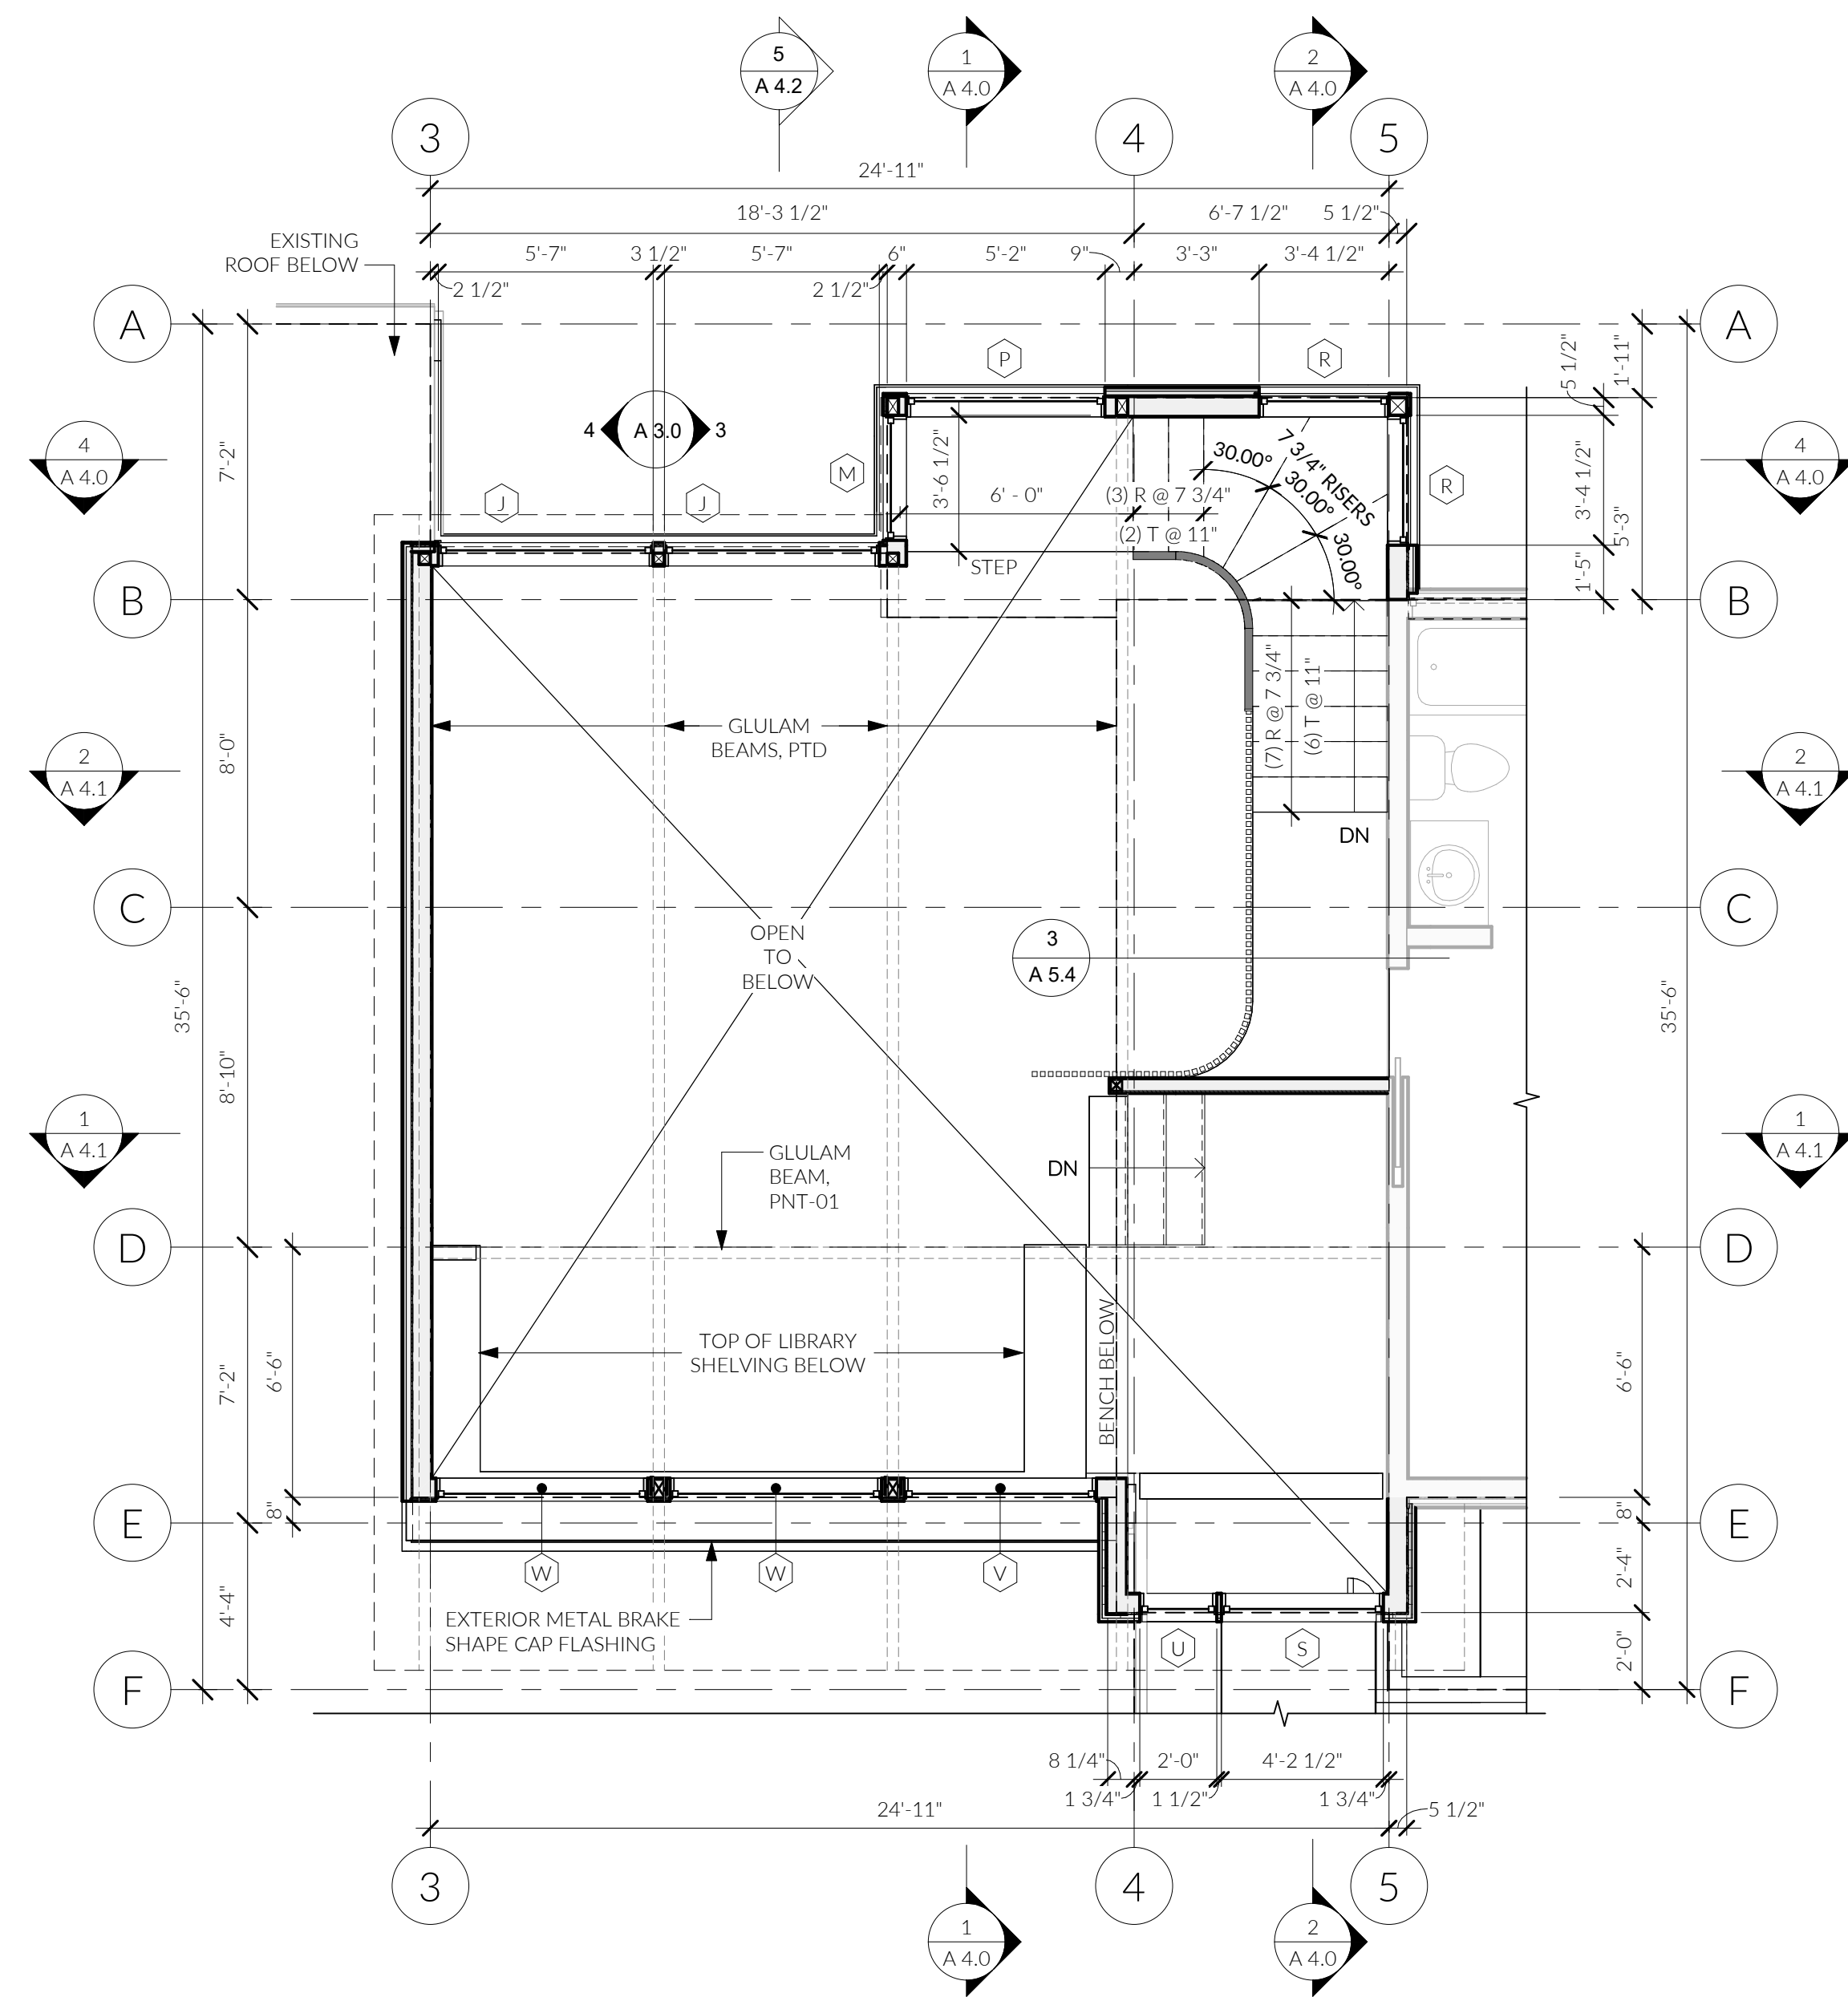 5
A 4.2
1
A 4.0
2
A 4.0
3
4
5
24'-11"
18'-3 1/2"
6'-7 1/2"
5 1/2"
EXISTING
ROOF BELOW
5'-7"
3 1/2"
5'-7"
6"
5'-2"
9"
3'-3"
3'-4 1/2"
2 1/2"
2 1/2"
A
A
P
R
5 1/2"
1'-11"
4
A 3.0
3
4
A 4.0
4
A 4.0
7'-2"
M
J
J
R
3'-6 1/2"
6' - 0"
(3) R @ 7 3/4"
(2) T @ 11"
STEP
30.00°
30.00°
30.00°
7 3/4" RISERS
3'-4 1/2"
5'-3"
1'-5"
B
B
(7) R @ 7 3/4"
(6) T @ 11"
GLULAM
BEAMS, PTD
8'-0"
2
A 4.1
2
A 4.1
DN
C
C
OPEN
TO
BELOW
3
A 5.4
35'-6"
35'-6"
8'-10"
1
A 4.1
1
A 4.1
GLULAM
BEAM,
PNT-01
DN
D
D
TOP OF LIBRARY
SHELVING BELOW
BENCH BELOW
7'-2"
6'-6"
6'-6"
8"
8"
E
E
W
W
V
2'-4"
4'-4"
EXTERIOR METAL BRAKE
SHAPE CAP FLASHING
U
S
2'-0"
F
F
8 1/4"
2'-0"
4'-2 1/2"
1 3/4"
1 1/2"
1 3/4"
24'-11"
5 1/2"
3
4
5
1
A 4.0
2
A 4.0